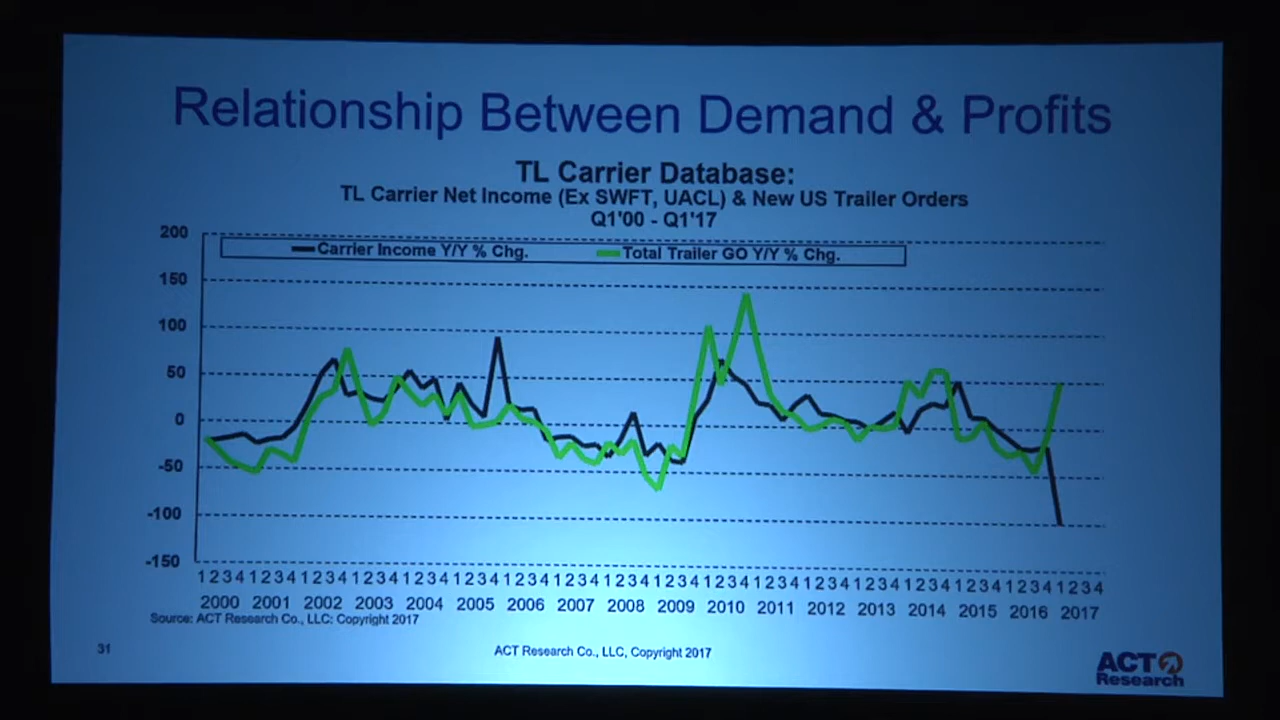 Relationship Between Demand & Profits
TL Carrier Database:
TL Carrier Net Income (Ex SWFT, UACL) & New US Trailer Orders
Q1'00 - Q1'17
Carrier Income Y/Y % Chg. Total Trailer GO Y/Y % Chg.
200
150
100
50
0
-50
-100
-150
1 2 3 4 1 2 3 4 1 2 3 4 1 2 3 4 1 2 3 4 1 2 3 4 1 2 3 4 1 2 3 4 1 2 3 4 1 2 3 4 1 2 3 4 1 2 3 4 1 2 3 4 1 2 3 4 1 2 3 4 1 2 3 4 1 2 3 4 1 2 3 4
2000 2001 2002 2003 2004 2005 2006 2007 2008 2009 2010 2011 2012 2013 2014 2015 2016 2017
Source: ACT Research Co., LLC: Copyright 2017
31
ACT Research Co., LLC, Copyright 2017
ACT
Research